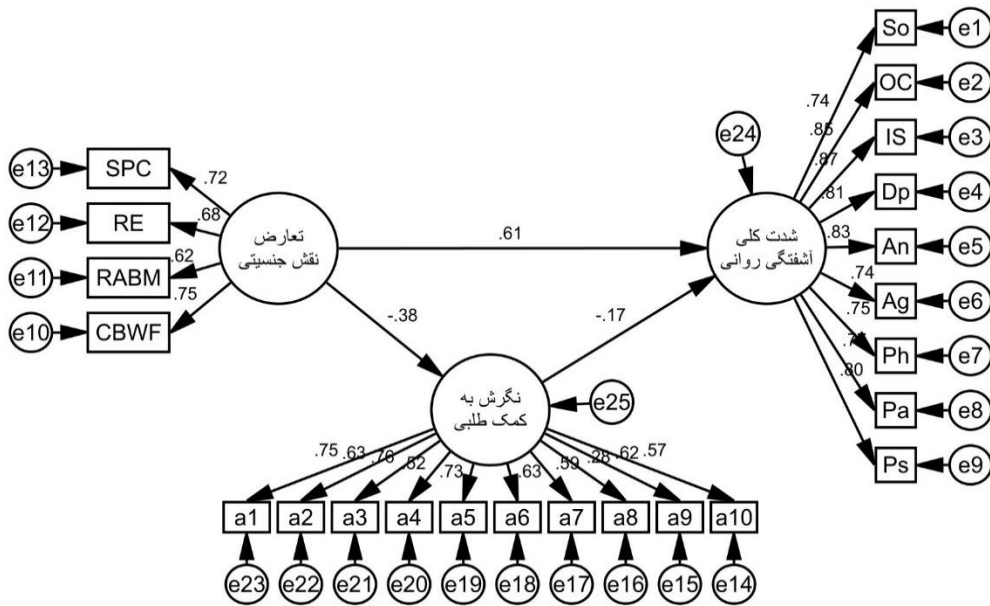 So
e1
.74
OC
e2
.85
e24
IS
e3
.87
e13
SPC
.72
Dp
e4
.81
e12
RE
.68
تعارض
نقش جنسیتی
.61
شدت کلی
آشفتگی روانی
.83
An
e5
e11
RABM
.62
.74
Ag
e6
e10
CBWF
.75
-.38
-.17
.75
Ph
e7
.80
نگرش به
کمک طلبی
e25
Pa
e8
.75
.63
.76
.52
.73
.63
.59
.28
.62
.57
Ps
e9
a1
a2
a3
a4
a5
a6
a7
a8
a9
a10
e23
e22
e21
e20
e19
e18
e17
e16
e15
e14